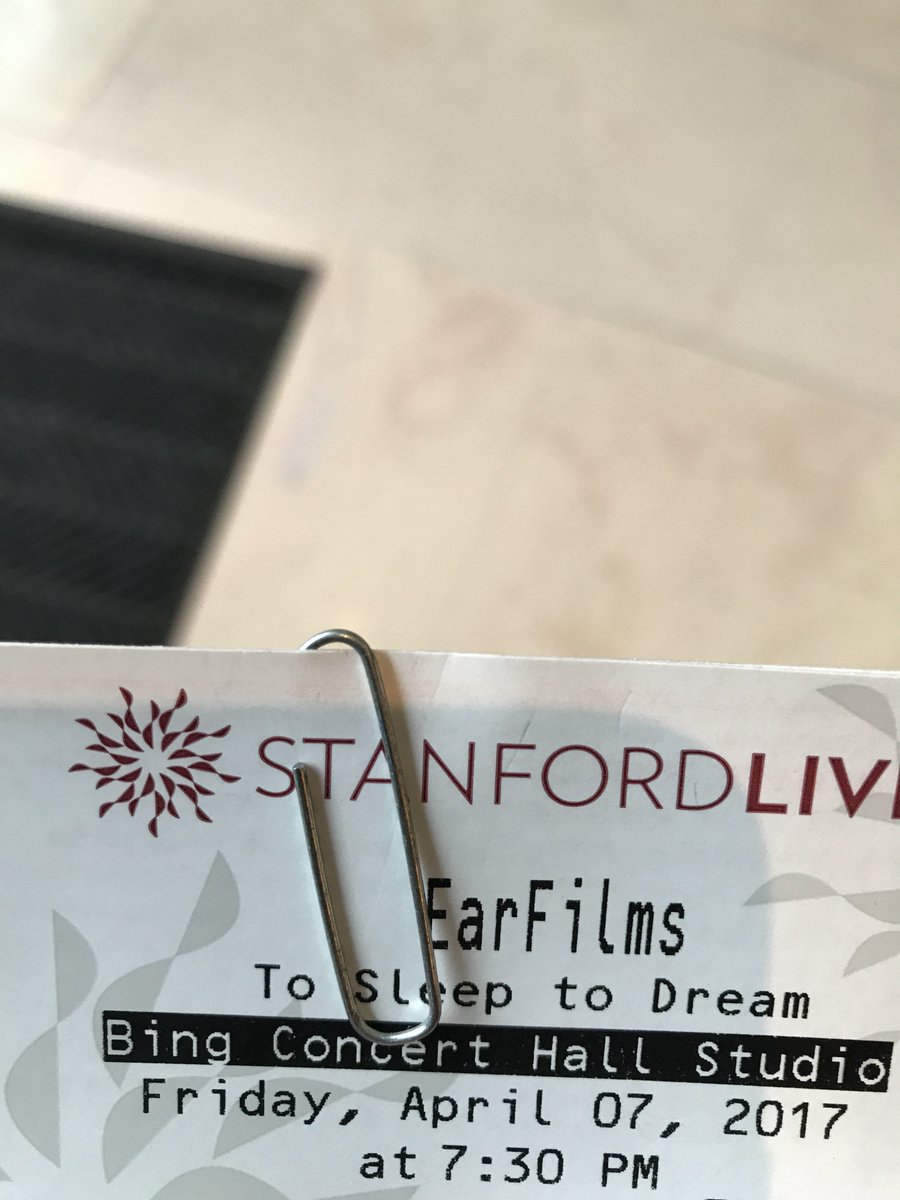 STANFORDLIV
EarFilms
To Sleep to Dream
Bing Concert Hall Studio
Friday, April 07, 2017
at 7:30 PM